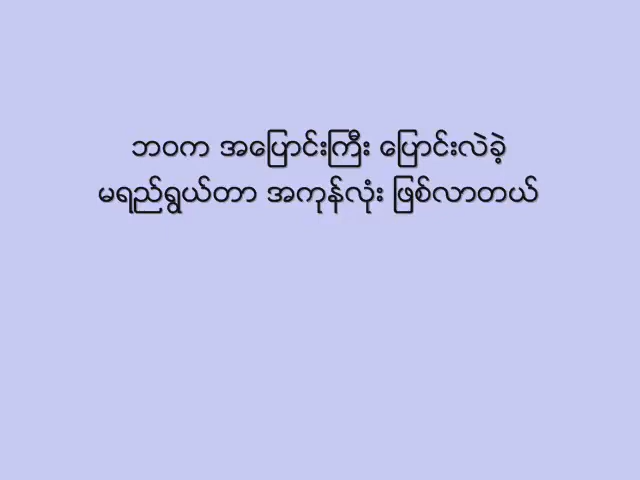 ဘဝက အပြောင်းကြီး ပြောင်းလဲခဲ့
မရည်ရွယ်တာ အကုန်လုံး ဖြစ်လာတယ်